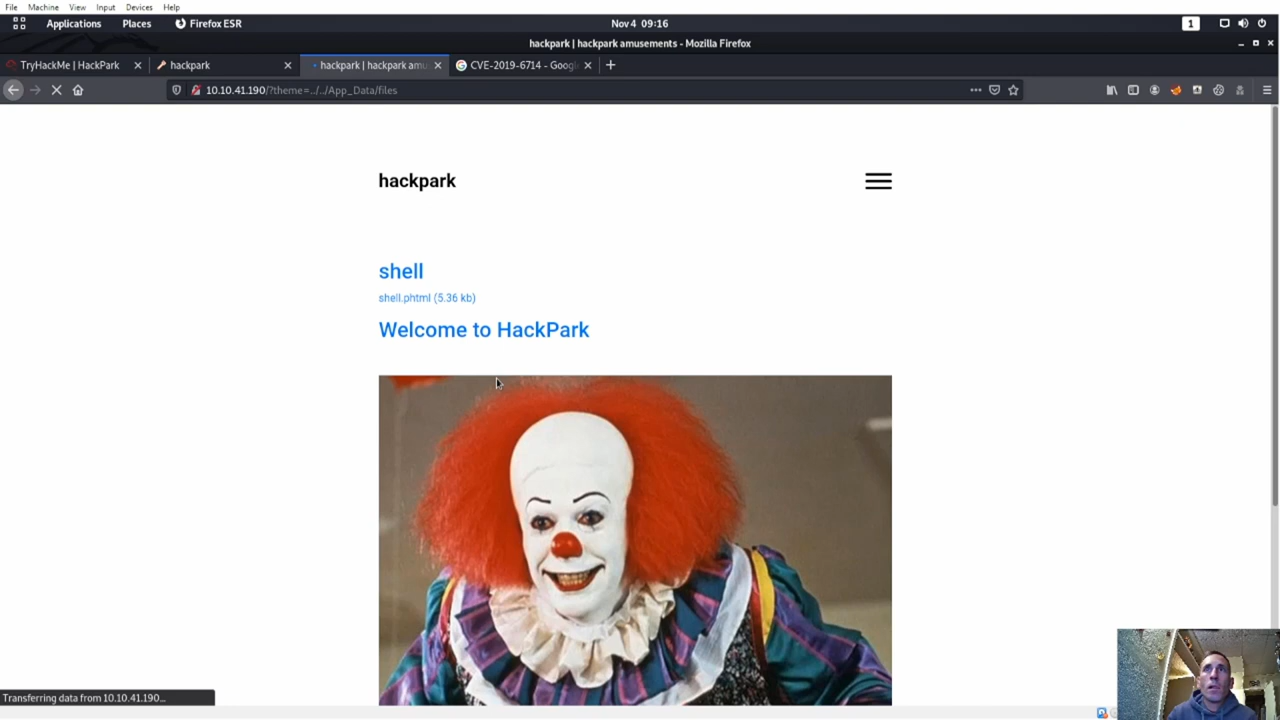 File Machine View Input Devices Help
Applications Places Firefox ESR Nov 4 09:16 1
hackpark | hackpark amusements - Mozilla Firefox
TryHackMe | HackPark hackpark hackpark | hackpark amu CVE-2019-6714 - Googl
10.10.41.190/?theme=../../App_Data/files
hackpark
shell
shell.phtml (5.36 kb)
Welcome to HackPark
Transferring data from 10.10.41.190...